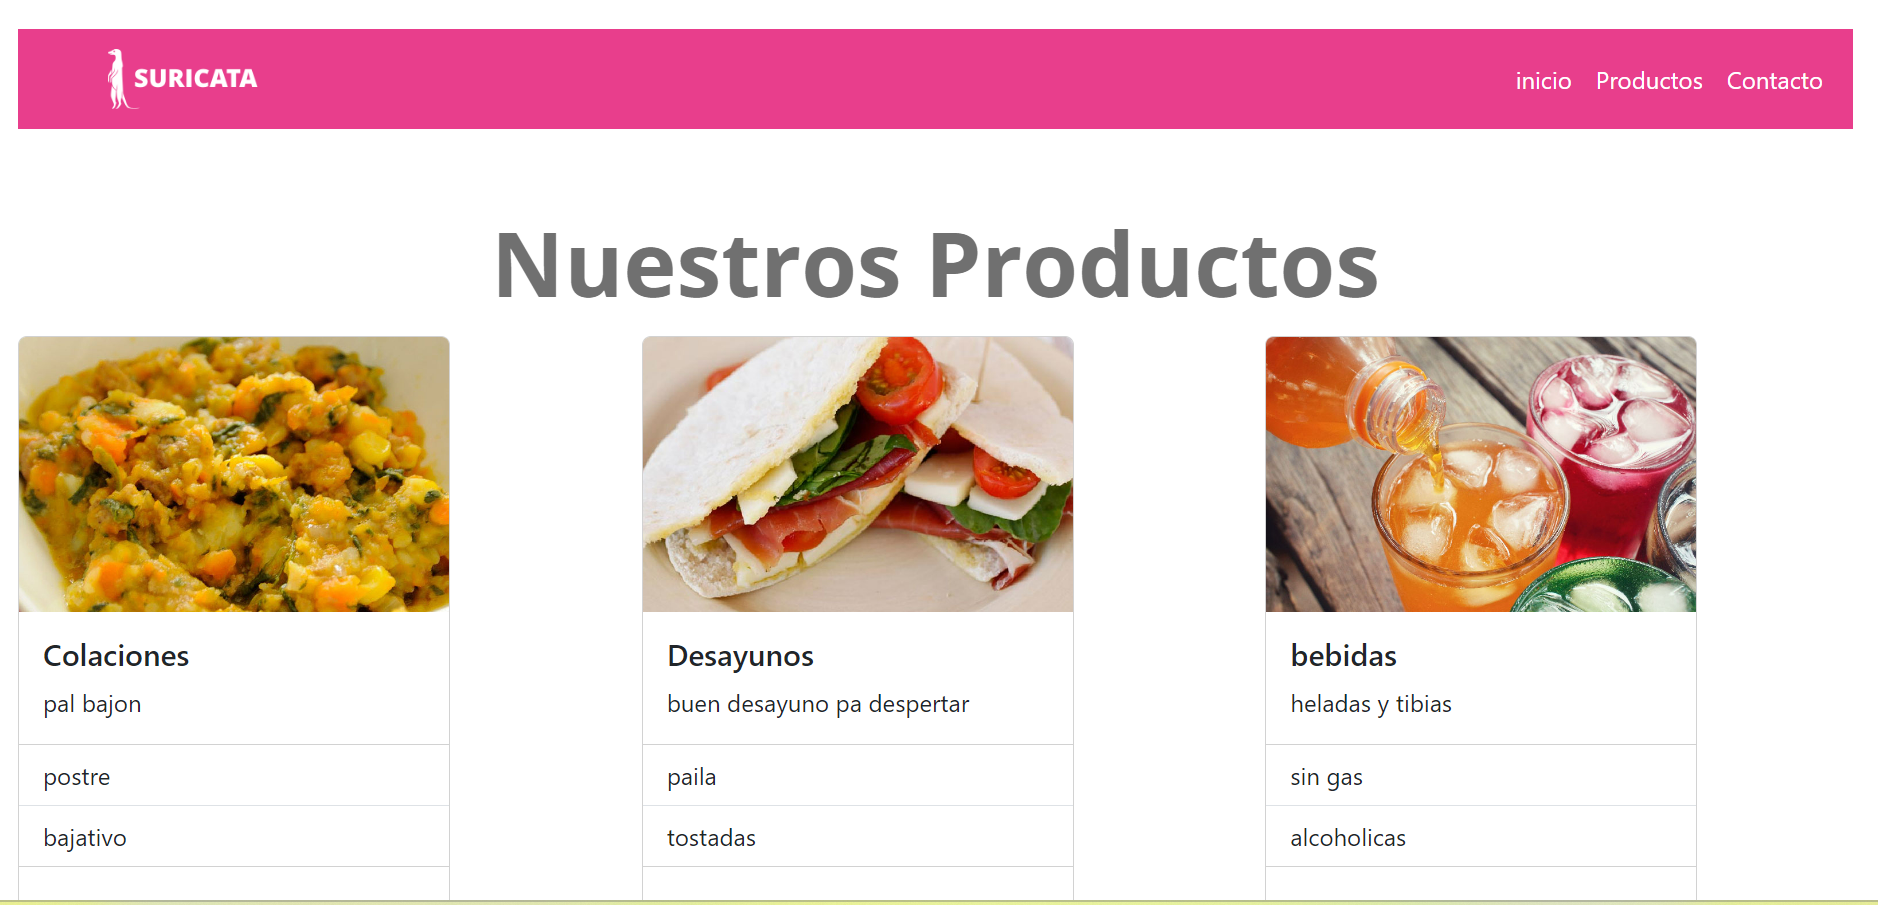 SURICATA
inicio Productos Contacto
Nuestros Productos
Colaciones
pal bajon
postre
bajativo
Desayunos
buen desayuno pa despertar
paila
tostadas
bebidas
heladas y tibias
sin gas
alcoholicas